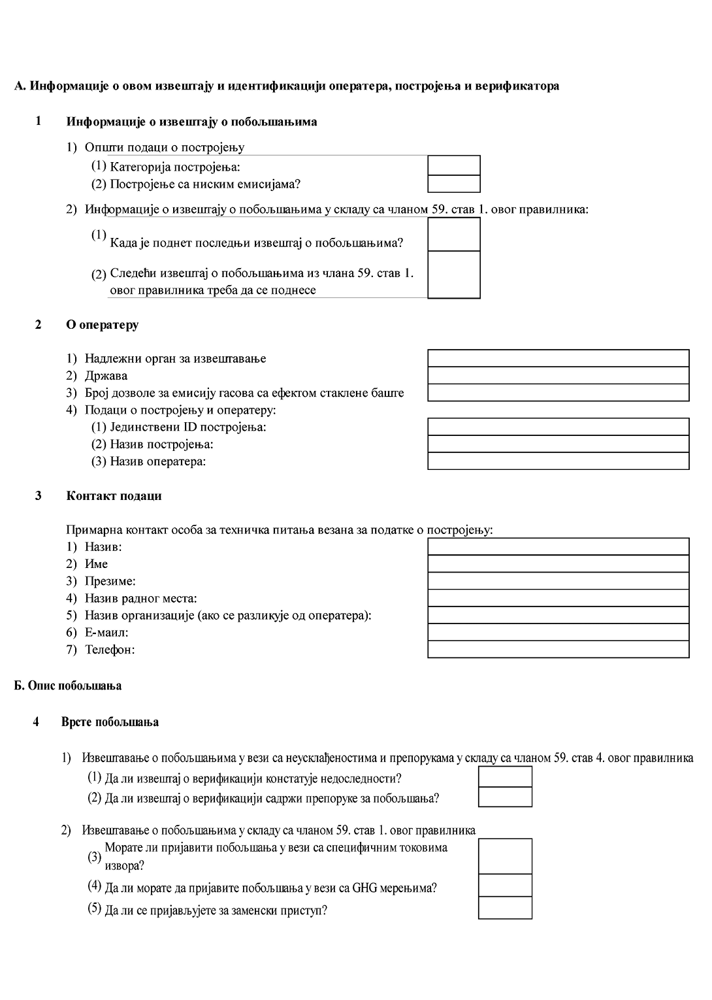 А. Информације о овом извештају и идентификацији оператера, постројења и верификатора
1 Информације о извештају о побољшањима
1) Општи подаци о постројењу
(1) Категорија постројења:
(2) Постројење са ниским емисијама?
2) Информације о извештају о побољшањима у складу са чланом 59. став 1. овог правилника:
(1) Када је поднет последњи извештај о побољшањима?
(2) Следећи извештај о побољшањима из члана 59. став 1.
овог правилника треба да се поднесе
2 О оператеру
1) Надлежни орган за извештавање
2) Држава
3) Број дозволе за емисију гасова са ефектом стаклене баште
4) Подаци о постројењу и оператеру:
(1) Јединствени ID постројења:
(2) Назив постројења:
(3) Назив оператера:
3 Контакт подаци
Примарна контакт особа за техничка питања везана за податке о постројењу:
1) Назив:
2) Име
3) Презиме:
4) Назив радног места:
5) Назив организације (ако се разликује од оператера):
6) Е-маил:
7) Телефон:
Б. Опис побољшања
4 Врсте побољшања
1) Извештавање о побољшањима у вези са неусклађеностима и препорукама у складу са чланом 59. став 4. овог правилника
(1) Да ли извештај о верификацији констатује недоследности?
(2) Да ли извештај о верификацији садржи препоруке за побољшања?
2) Извештавање о побољшањима у складу са чланом 59. став 1. овог правилника
(3) Морате ли пријавити побољшања у вези са специфичним токовима
извора?
(4) Да ли морате да пријавите побољшања у вези са GHG мерењима?
(5) Да ли се пријављујете за заменски приступ?